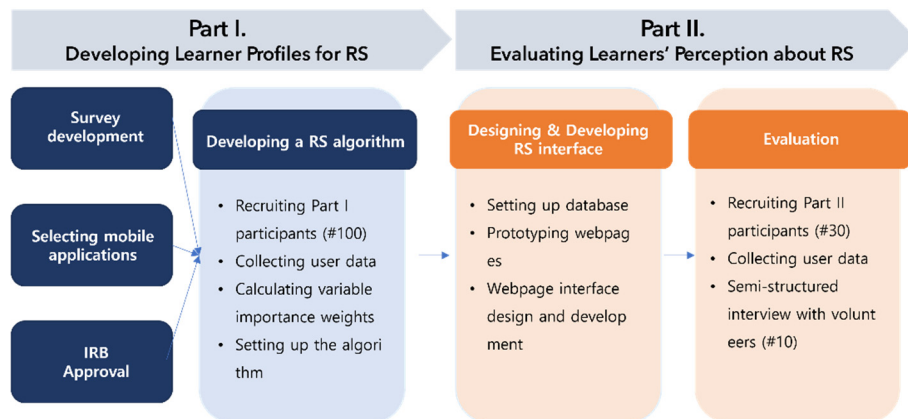 Part I.
Developing Learner Profiles for RS
Part II.
Evaluating Learners' Perception about RS
Survey
development
Selecting mobile
applications
IRB
Approval
Developing a RS algorithm
• Recruiting Part I
participants (#100)
• Collecting user data
• Calculating variable
importance weights
• Setting up the algori
thm
Designing & Developing
RS interface
• Setting up database
• Prototyping webpag
es
• Webpage interface
design and develop
ment
Evaluation
• Recruiting Part II
participants (#30)
• Collecting user data
• Semi-structured
interview with volunt
eers (#10)